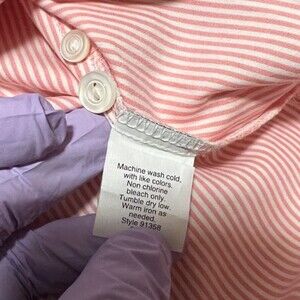 Machine wash cold,
with like colors.
Non chlorine
bleach only.
Tumble dry low.
Warm iron as
needed.
Style 91358